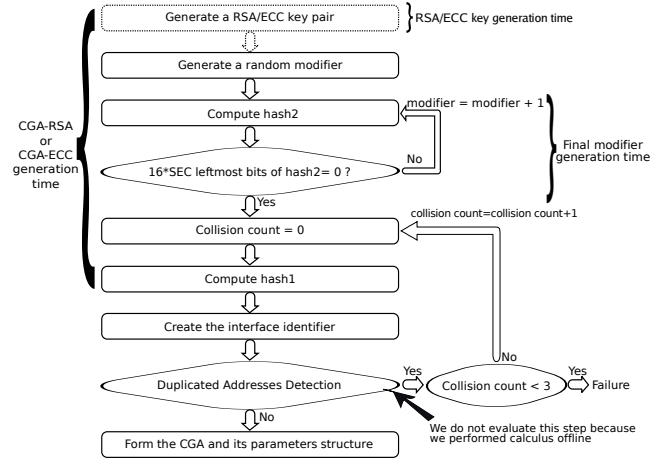 Generate a RSA/ECC key pair
RSA/ECC key generation time
Generate a random modifier
Compute hash2
modifier = modifier + 1
CGA-RSA
or
CGA-ECC
generation
time
Final modifier
generation time
16*SEC leftmost bits of hash2= 0 ?
No
Yes
collision count=collision count+1
Collision count = 0
Compute hash1
Create the interface identifier
Duplicated Addresses Detection
Yes
No
Collision count < 3
Yes
Failure
No
We do not evaluate this step because
we performed calculus offline
Form the CGA and its parameters structure